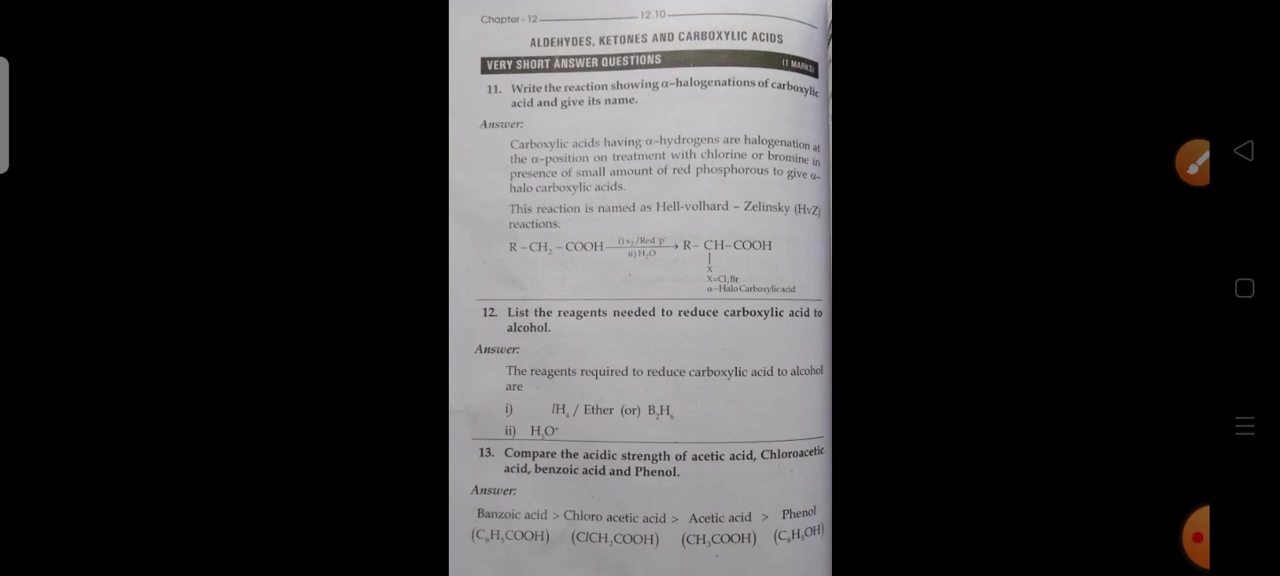 Chapter - 12 12.10
ALDEHYDES, KETONES AND CARBOXYLIC ACIDS
VERY SHORT ANSWER QUESTIONS (1 MARKS)
11. Write the reaction showing α-halogenations of carboxylic
acid and give its name.
Answer:
Carboxylic acids having α-hydrogens are halogenation at
the α-position on treatment with chlorine or bromine in
presence of small amount of red phosphorous to give α-
halo carboxylic acids.
This reaction is named as Hell-volhard – Zelinsky (HvZ)
reactions.
R – CH₂ – COOH i) x₂ /Red 'p' ii) H₂O → R – CH – COOH
|
X
X=Cl,Br
α-Halo Carboxylic acid
12. List the reagents needed to reduce carboxylic acid to
alcohol.
Answer:
The reagents required to reduce carboxylic acid to alcohol
are
i) lH₄ / Ether (or) B₂H₆
ii) H₃O⁺
13. Compare the acidic strength of acetic acid, Chloroacetic
acid, benzoic acid and Phenol.
Answer:
Banzoic acid > Chloro acetic acid > Acetic acid > Phenol
(C₆H₅COOH) (ClCH₂COOH) (CH₃COOH) (C₆H₅OH)